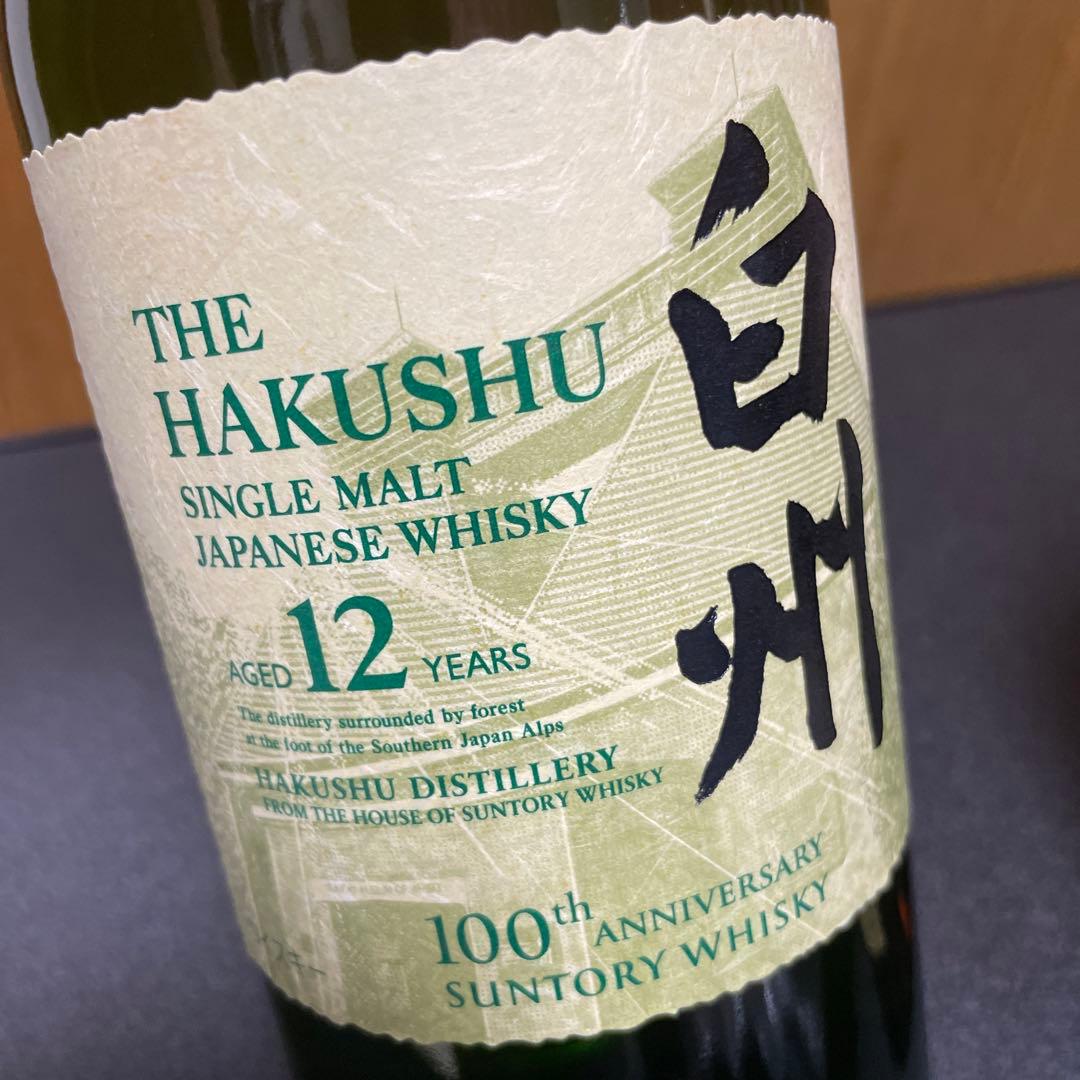 THE
HAKUSHU
SINGLE MALT
JAPANESE WHISKY
AGED 12 YEARS
The distillery surrounded by forest
at the foot of the Southern Japan Alps
HAKUSHU DISTILLERY
FROM THE HOUSE OF SUNTORY WHISKY
100th ANNIVERSARY
SUNTORY WHISKY
白州